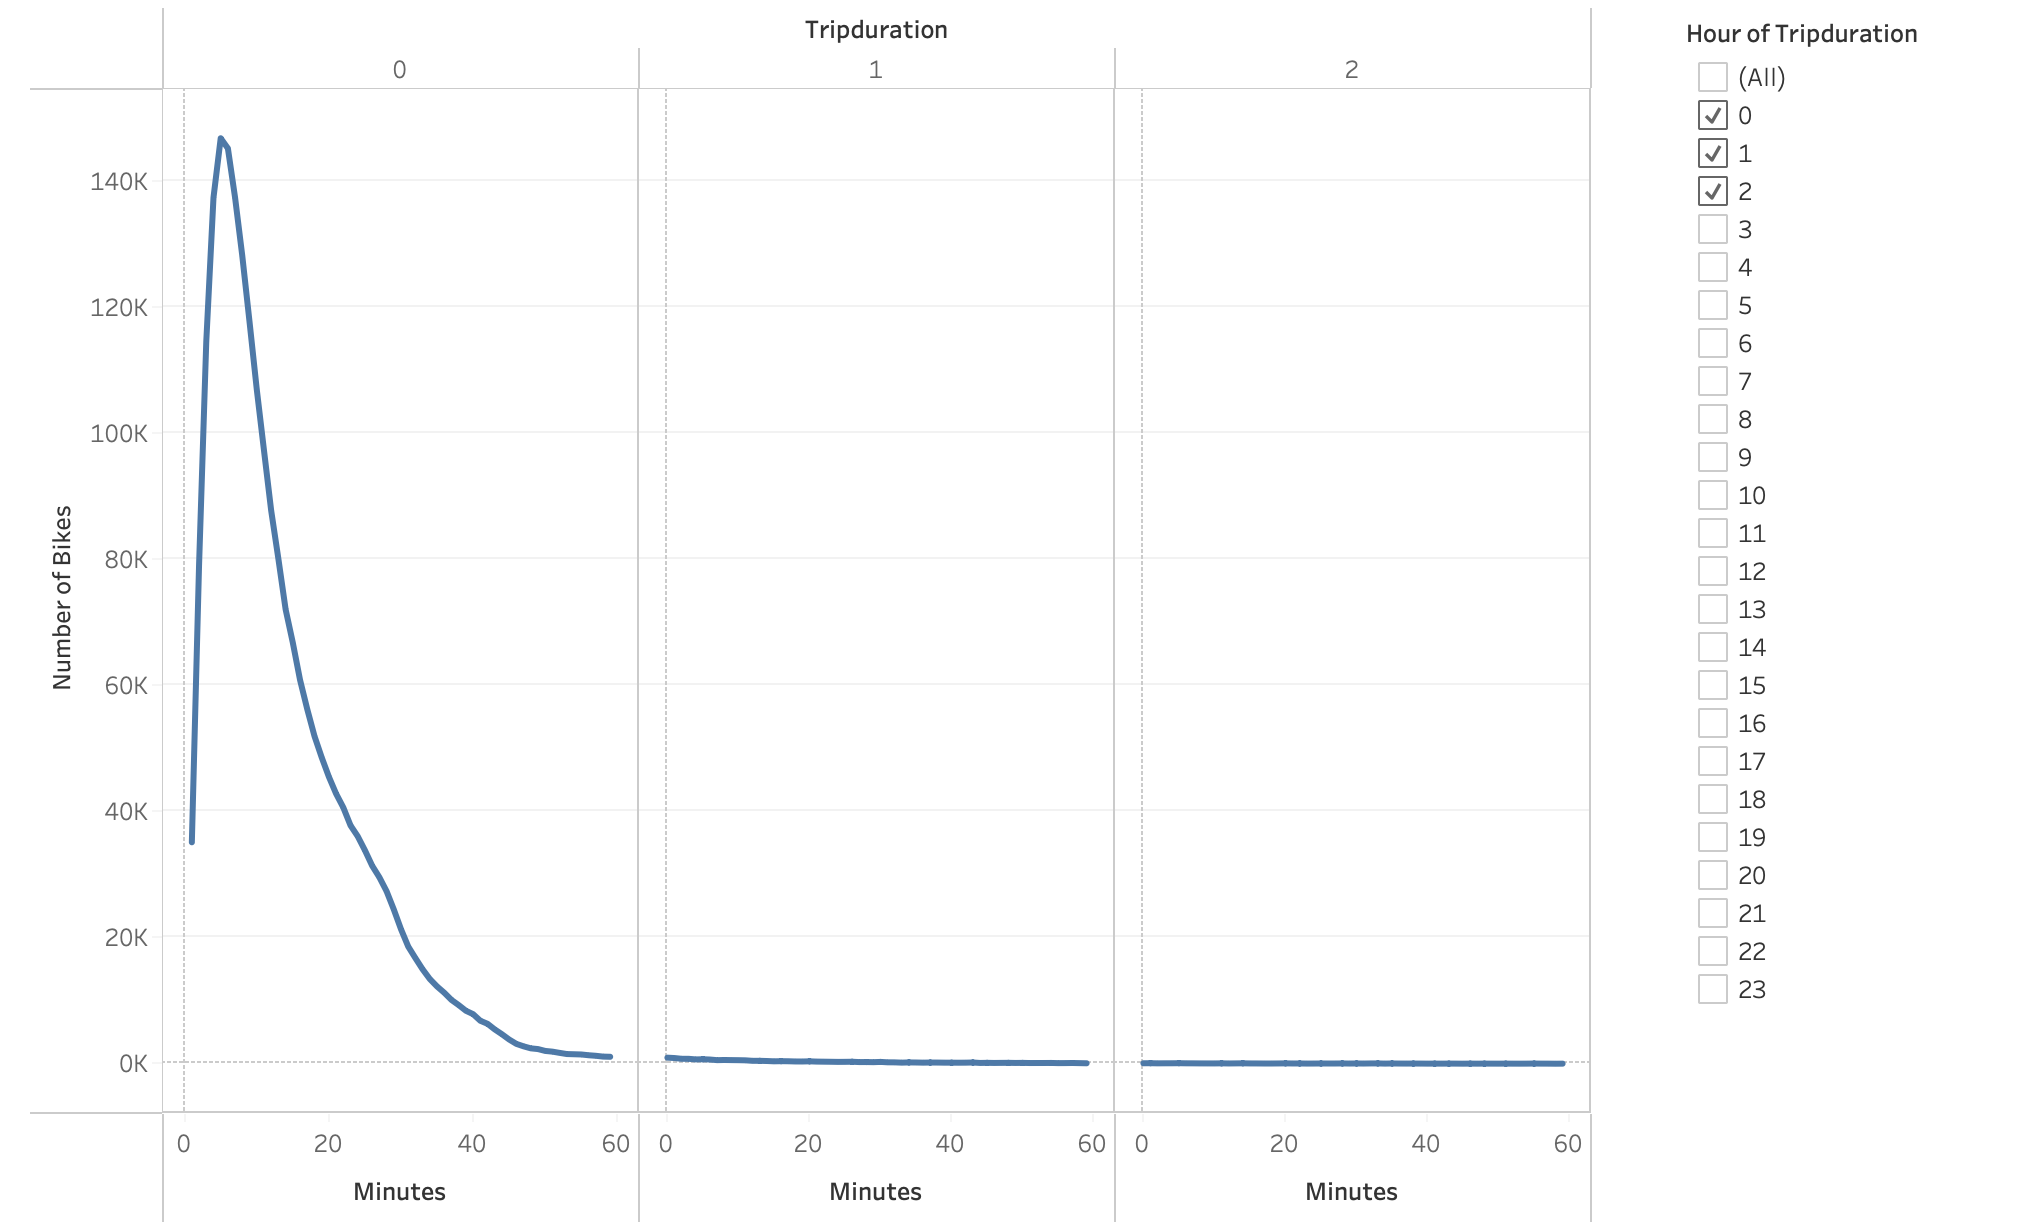 Tripduration
0
1
2
140K
120K
100K
80K
60K
40K
20K
0K
Number of Bikes
0 20 40 60
0 20 40 60
0 20 40 60
Minutes
Minutes
Minutes
Hour of Tripduration
(All)
0
1
2
3
4
5
6
7
8
9
10
11
12
13
14
15
16
17
18
19
20
21
22
23